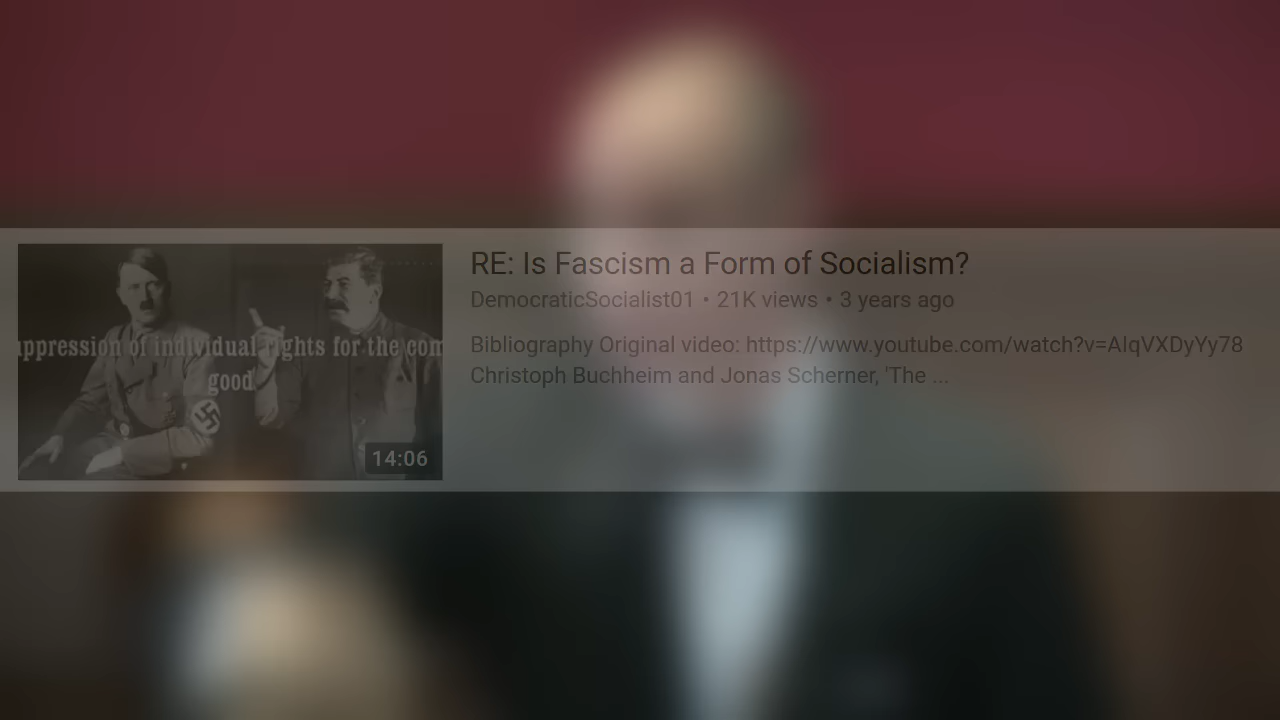 RE: Is Fascism a Form of Socialism?
DemocraticSocialist01 • 21K views • 3 years ago
Bibliography Original video: https://www.youtube.com/watch?v=AIqVXDyYy78
Christoph Buchheim and Jonas Scherner, 'The ...
ppression of individual rights for the com
good
14:06